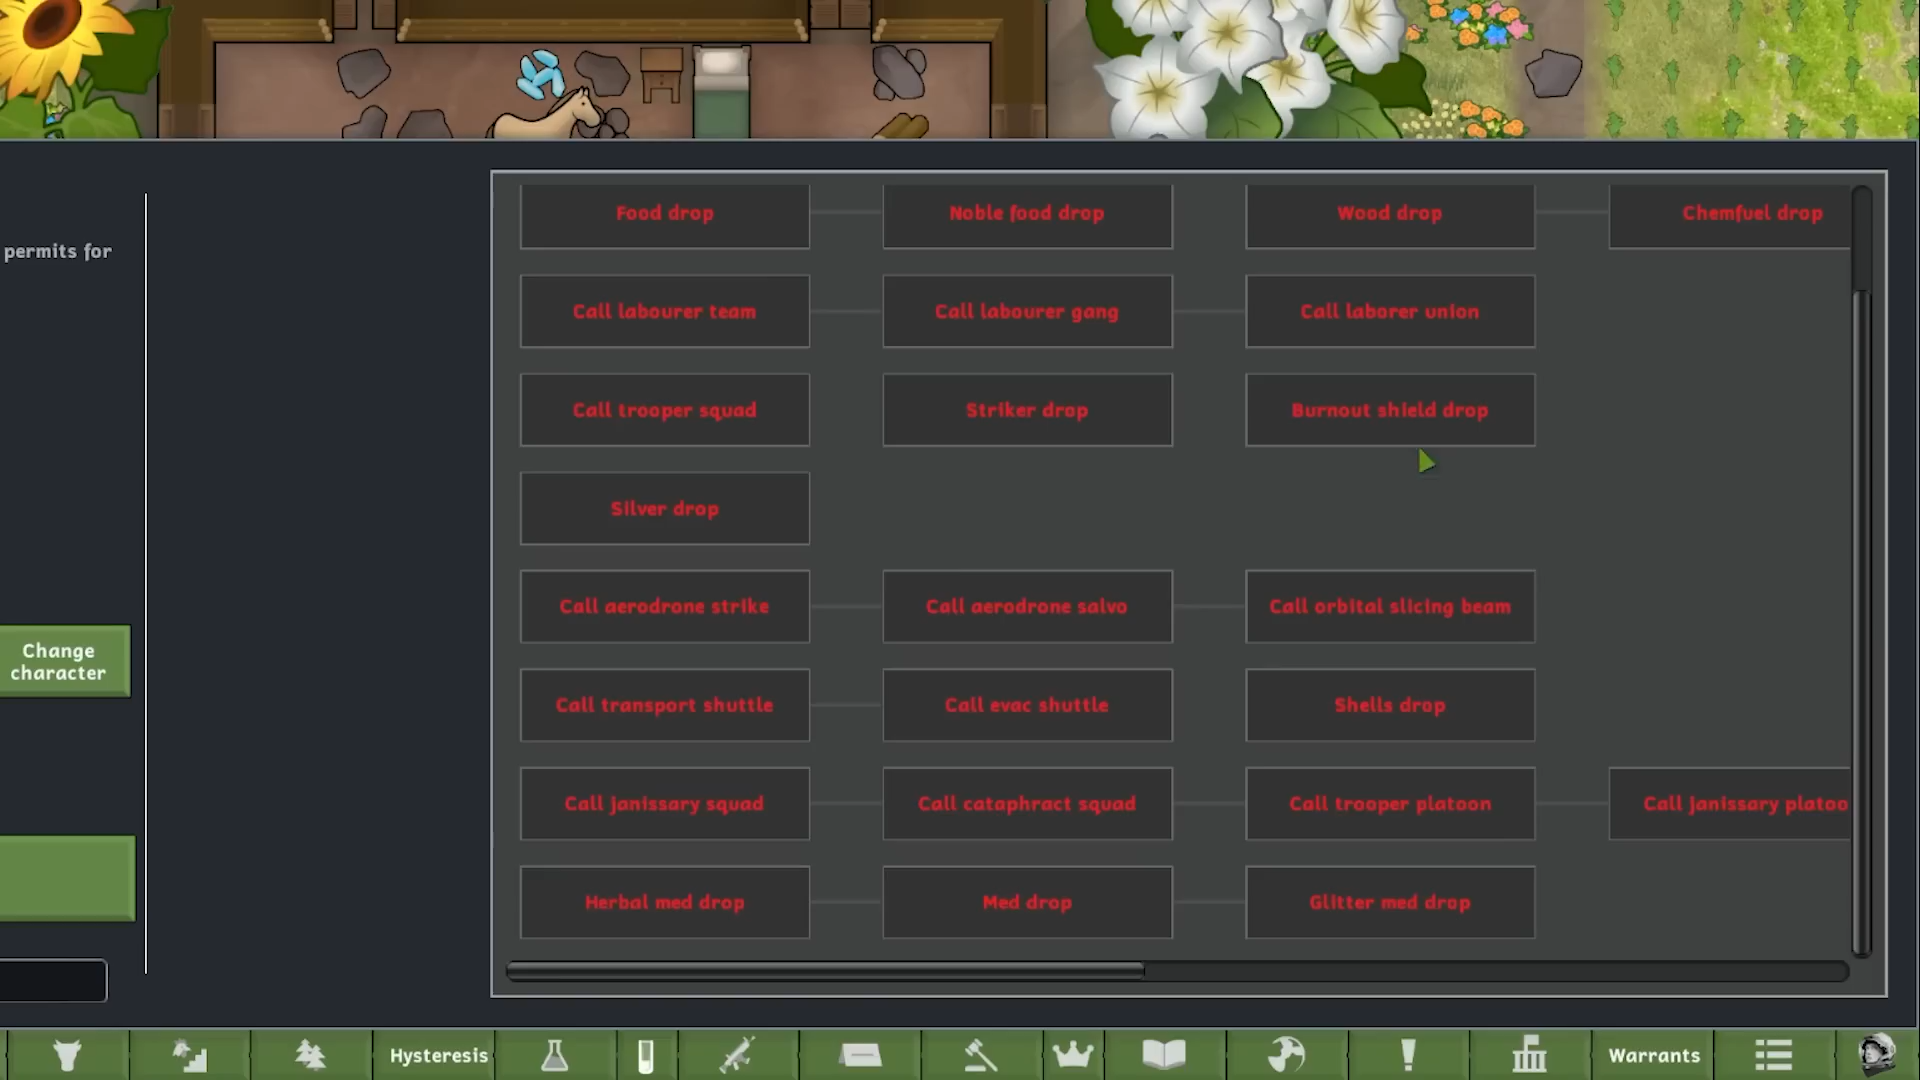 Food drop
Noble food drop
Wood drop
Chemfuel drop
permits for
Call labourer team
Call labourer gang
Call laborer union
Call trooper squad
Striker drop
Burnout shield drop
Silver drop
Call aerodrone strike
Call aerodrone salvo
Call orbital slicing beam
Change
character
Call transport shuttle
Call evac shuttle
Shells drop
Call janissary squad
Call cataphract squad
Call trooper platoon
Call janissary platoo
Herbal med drop
Med drop
Glitter med drop
Hysteresis
Warrants